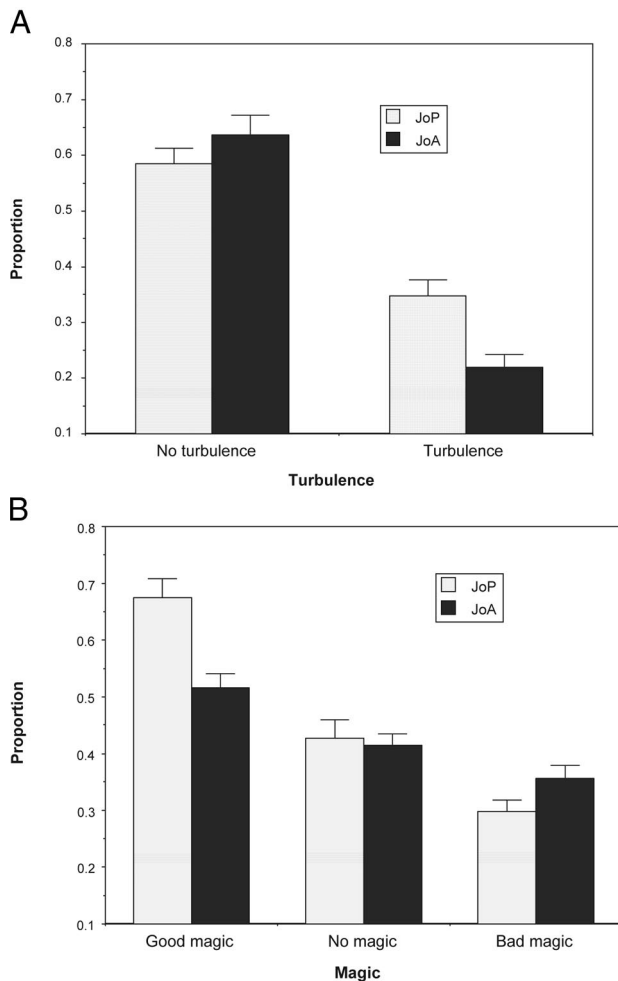 A
0.8
0.7
0.6
0.5
0.4
0.3
0.2
0.1
Proportion
JoP
JoA
No turbulence Turbulence
Turbulence
B
0.8
0.7
0.6
0.5
0.4
0.3
0.2
0.1
Proportion
JoP
JoA
Good magic No magic Bad magic
Magic